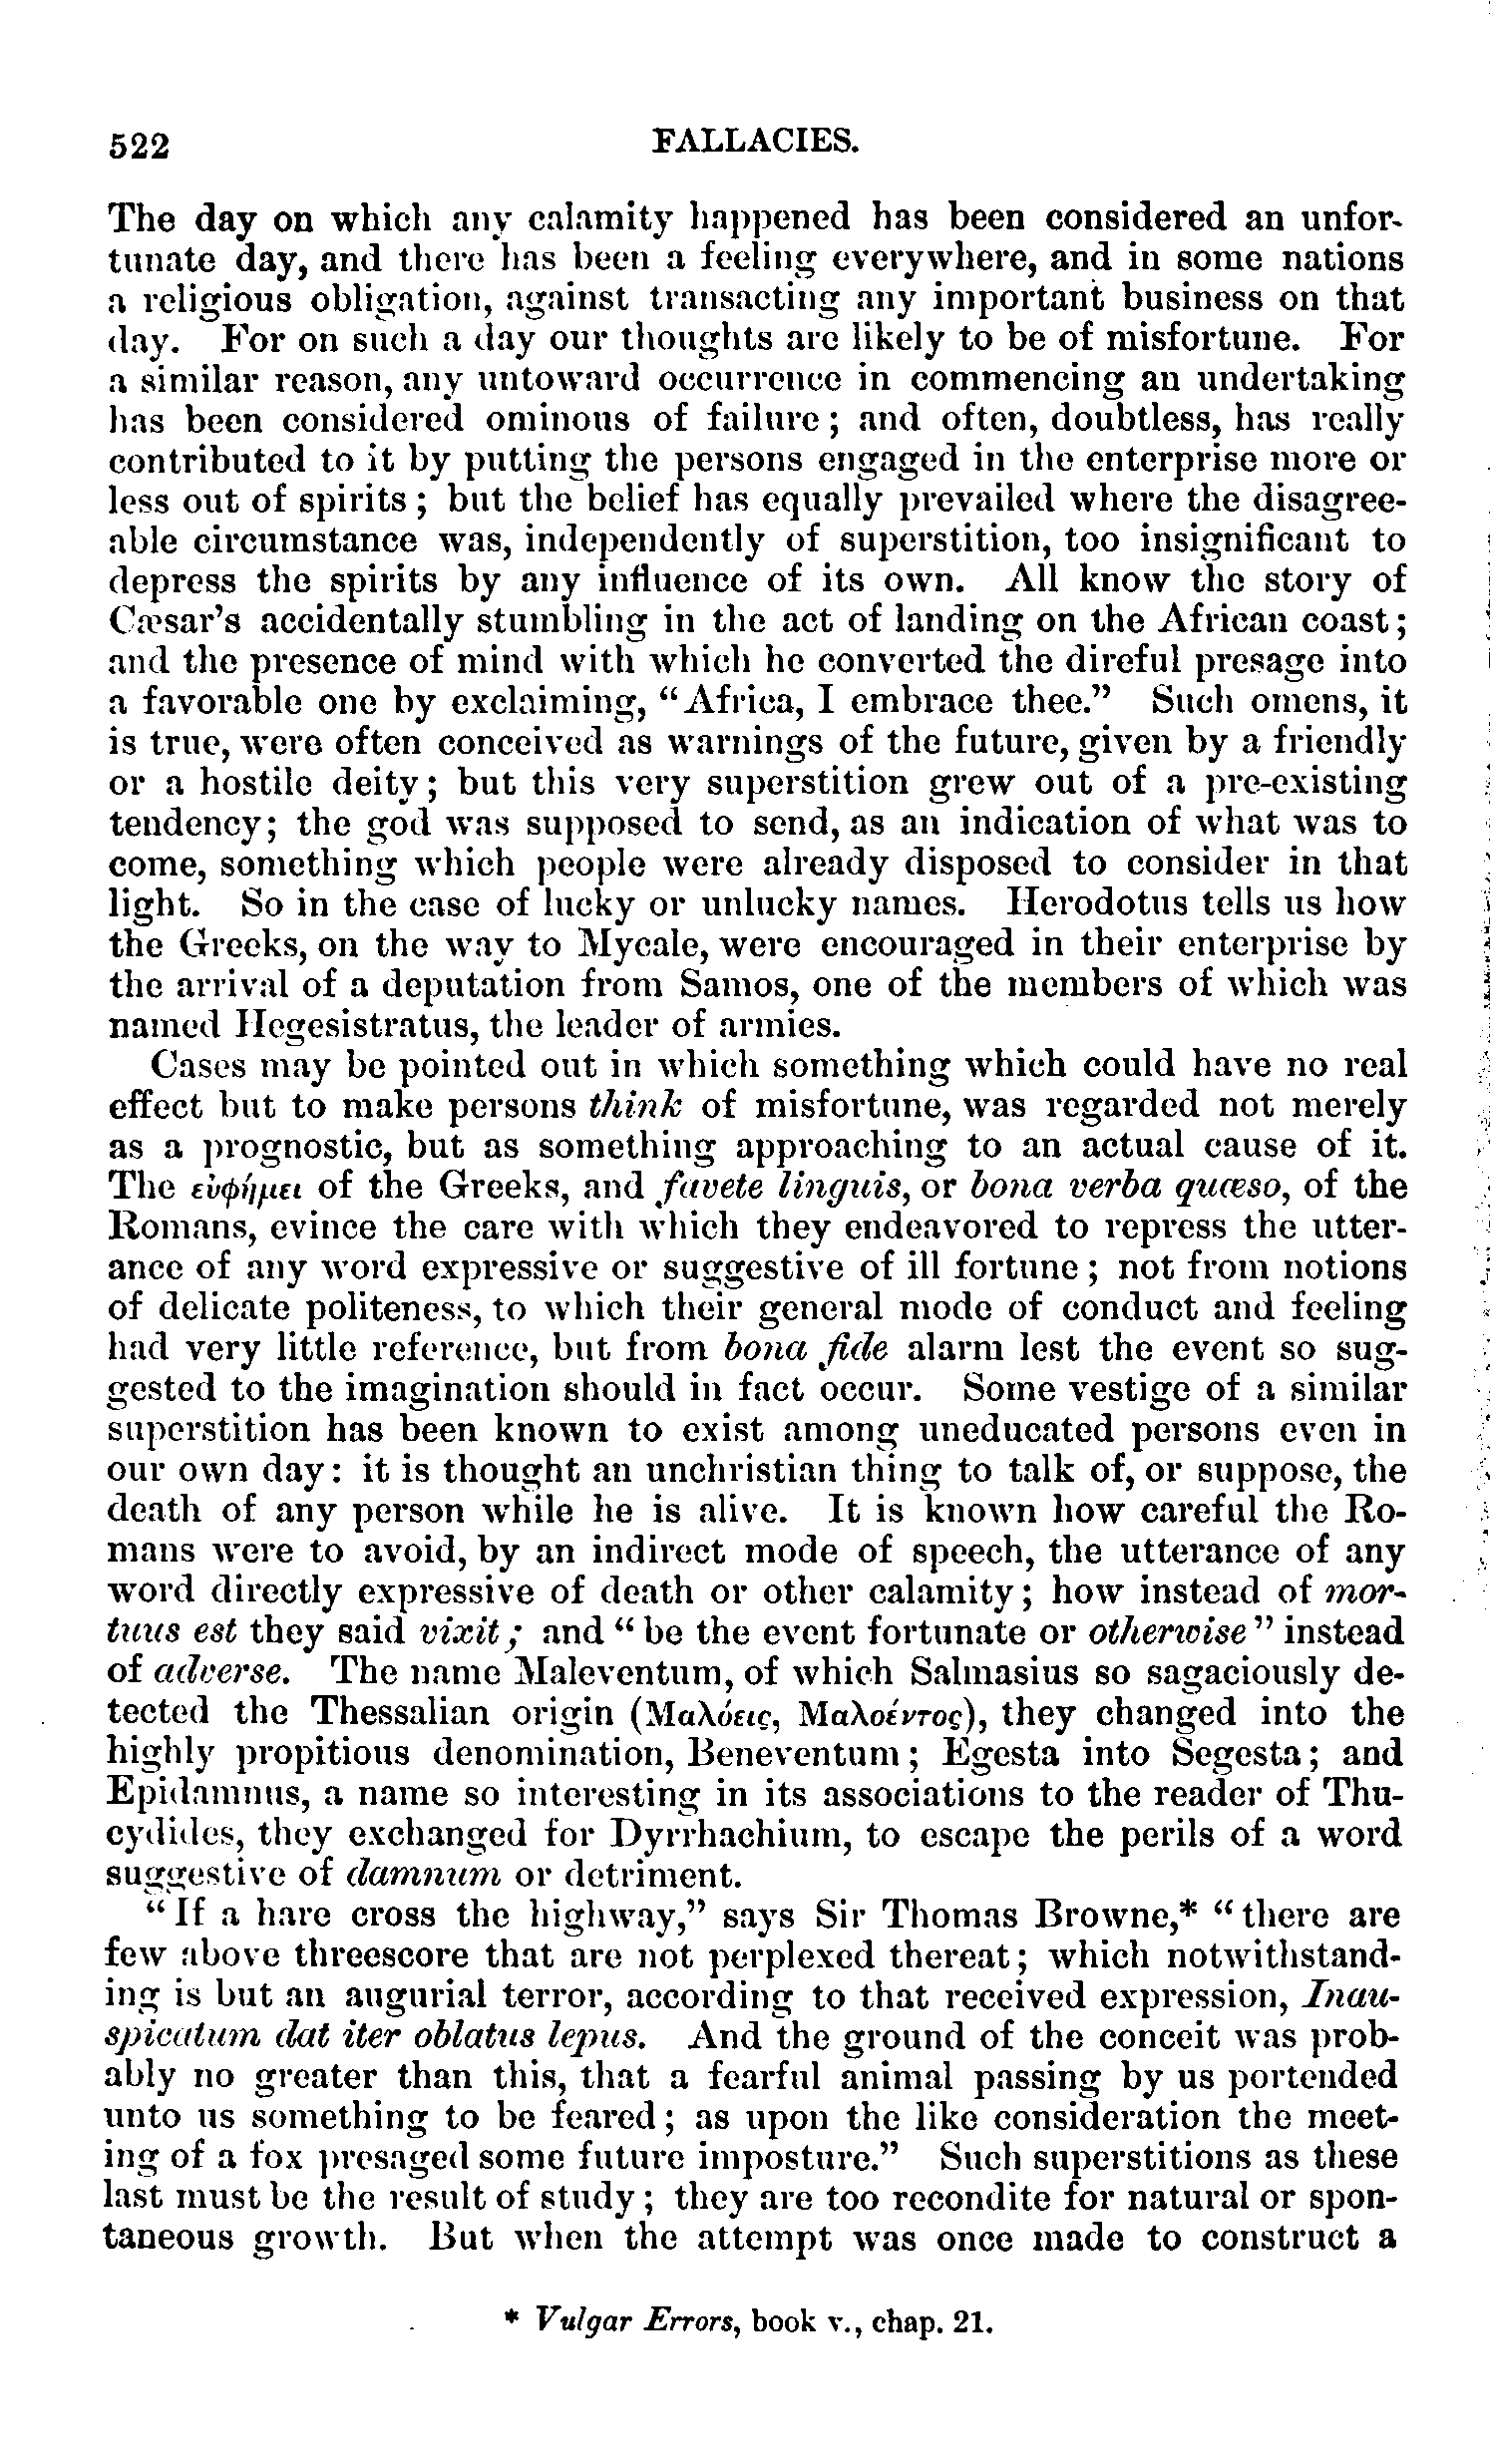 522 FALLACIES.
The day on which any calamity happened has been considered an unfor-
tunate day, and there has been a feeling everywhere, and in some nations
a religious obligation, against transacting any important business on that
day. For on such a day our thoughts are likely to be of misfortune. For
a similar reason, any untoward occurrence in commencing an undertaking
has been considered ominous of failure; and often, doubtless, has really
contributed to it by putting the persons engaged in the enterprise more or
less out of spirits; but the belief has equally prevailed where the disagree-
able circumstance was, independently of superstition, too insignificant to
depress the spirits by any influence of its own. All know the story of
Cæsar's accidentally stumbling in the act of landing on the African coast;
and the presence of mind with which he converted the direful presage into
a favorable one by exclaiming, "Africa, I embrace thee." Such omens, it
is true, were often conceived as warnings of the future, given by a friendly
or a hostile deity; but this very superstition grew out of a pre-existing
tendency; the god was supposed to send, as an indication of what was to
come, something which people were already disposed to consider in that
light. So in the case of lucky or unlucky names. Herodotus tells us how
the Greeks, on the way to Mycale, were encouraged in their enterprise by
the arrival of a deputation from Samos, one of the members of which was
named Hegesistratus, the leader of armies.
Cases may be pointed out in which something which could have no real
effect but to make persons think of misfortune, was regarded not merely
as a prognostic, but as something approaching to an actual cause of it.
The εὐφήμει of the Greeks, and favete linguis, or bona verba quæso, of the
Romans, evince the care with which they endeavored to repress the utter-
ance of any word expressive or suggestive of ill fortune; not from notions
of delicate politeness, to which their general mode of conduct and feeling
had very little reference, but from bona fide alarm lest the event so sug-
gested to the imagination should in fact occur. Some vestige of a similar
superstition has been known to exist among uneducated persons even in
our own day: it is thought an unchristian thing to talk of, or suppose, the
death of any person while he is alive. It is known how careful the Ro-
mans were to avoid, by an indirect mode of speech, the utterance of any
word directly expressive of death or other calamity; how instead of mor-
tuus est they said vixit; and "be the event fortunate or otherwise" instead
of adverse. The name Maleventum, of which Salmasius so sagaciously de-
tected the Thessalian origin (Μαλόεις, Μαλοέντος), they changed into the
highly propitious denomination, Beneventum; Egesta into Segesta; and
Epidamnus, a name so interesting in its associations to the reader of Thu-
cydides, they exchanged for Dyrrhachium, to escape the perils of a word
suggestive of damnum or detriment.
"If a hare cross the highway," says Sir Thomas Browne,* "there are
few above threescore that are not perplexed thereat; which notwithstand-
ing is but an augurial terror, according to that received expression, Inau-
spicatum dat iter oblatus lepus. And the ground of the conceit was prob-
ably no greater than this, that a fearful animal passing by us portended
unto us something to be feared; as upon the like consideration the meet-
ing of a fox presaged some future imposture." Such superstitions as these
last must be the result of study; they are too recondite for natural or spon-
taneous growth. But when the attempt was once made to construct a
* Vulgar Errors, book v., chap. 21.